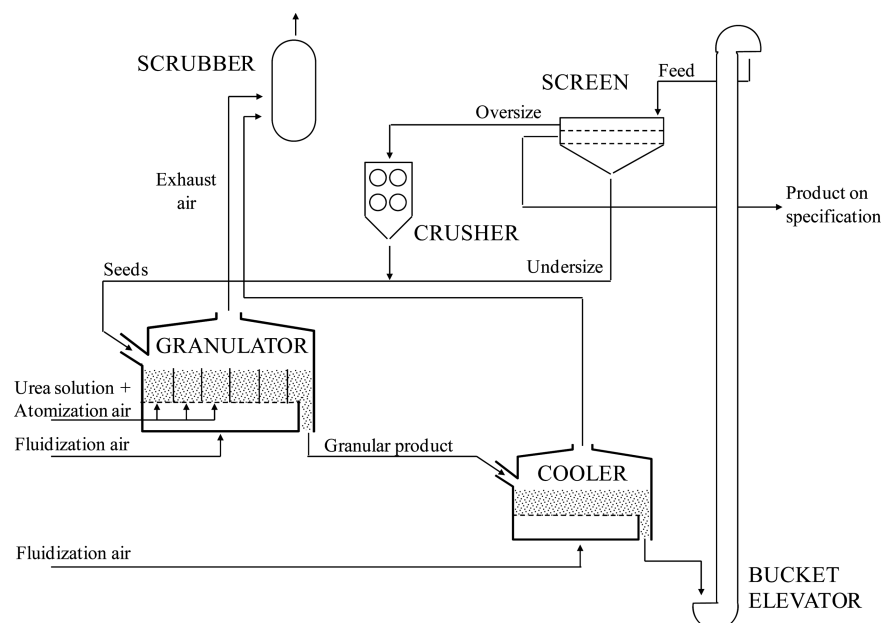 SCRUBBER
SCREEN
Feed
Oversize
Exhaust
air
Product on
specification
CRUSHER
Seeds
Undersize
GRANULATOR
Urea solution +
Atomization air
Fluidization air
Granular product
COOLER
Fluidization air
BUCKET
ELEVATOR